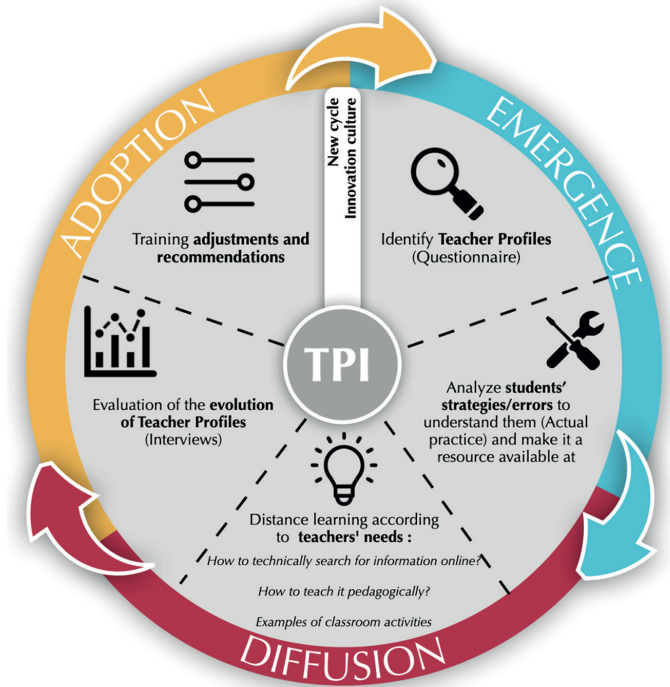 EMERGENCE
New cycle
Innovation culture
Identify Teacher Profiles
(Questionnaire)
Analyze students'
strategies/errors to
understand them (Actual
practice) and make it a
resource available at
DIFFUSION
Distance learning according
to teachers' needs :
How to technically search for information online?
How to teach it pedagogically?
Examples of classroom activities
ADOPTION
Evaluation of the evolution
of Teacher Profiles
(Interviews)
Training adjustments and
recommendations
TPI